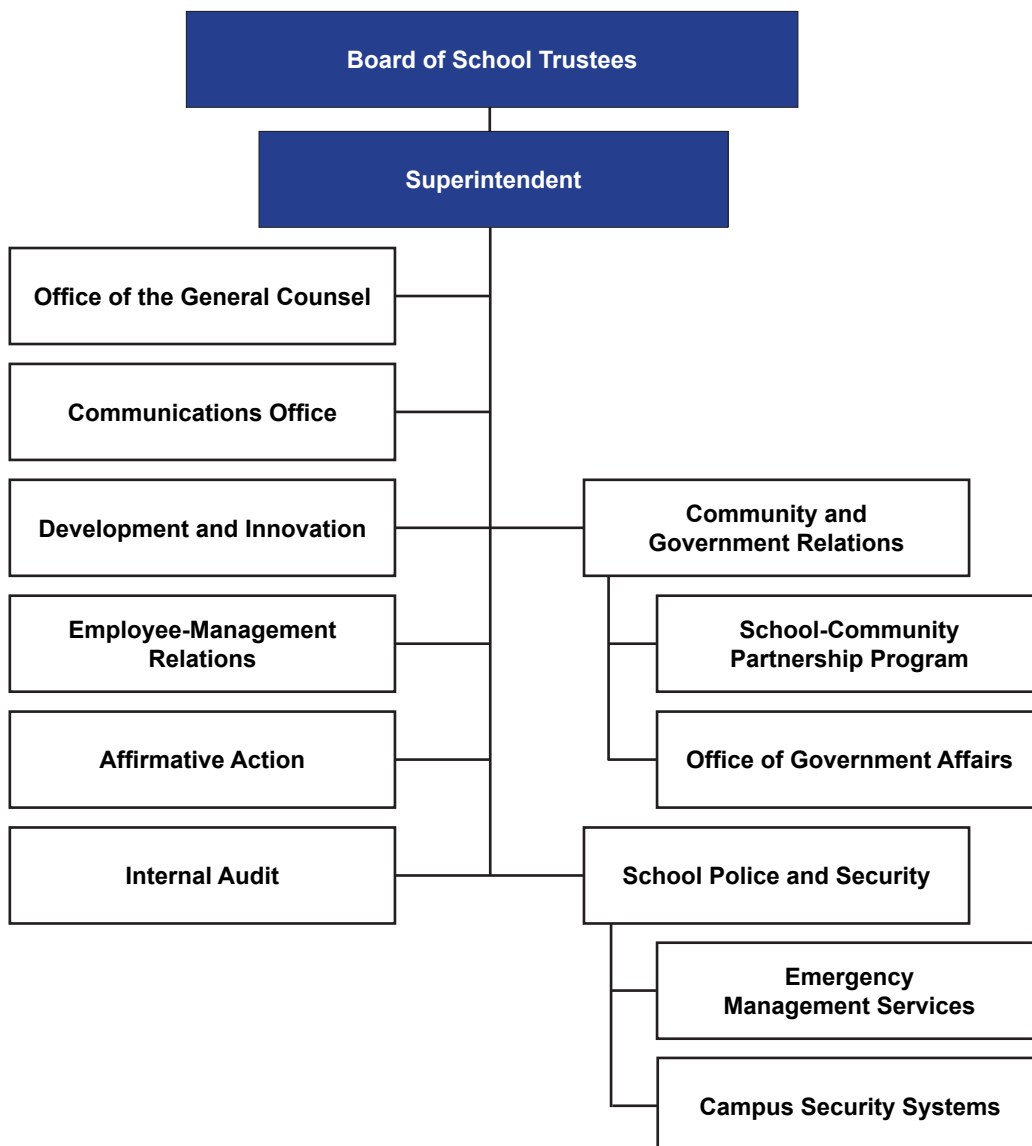 Board of School Trustees
Superintendent
Office of the General Counsel
Communications Office
Development and Innovation
Community and
Government Relations
Employee-Management
Relations
School-Community
Partnership Program
Affirmative Action
Office of Government Affairs
Internal Audit
School Police and Security
Emergency
Management Services
Campus Security Systems